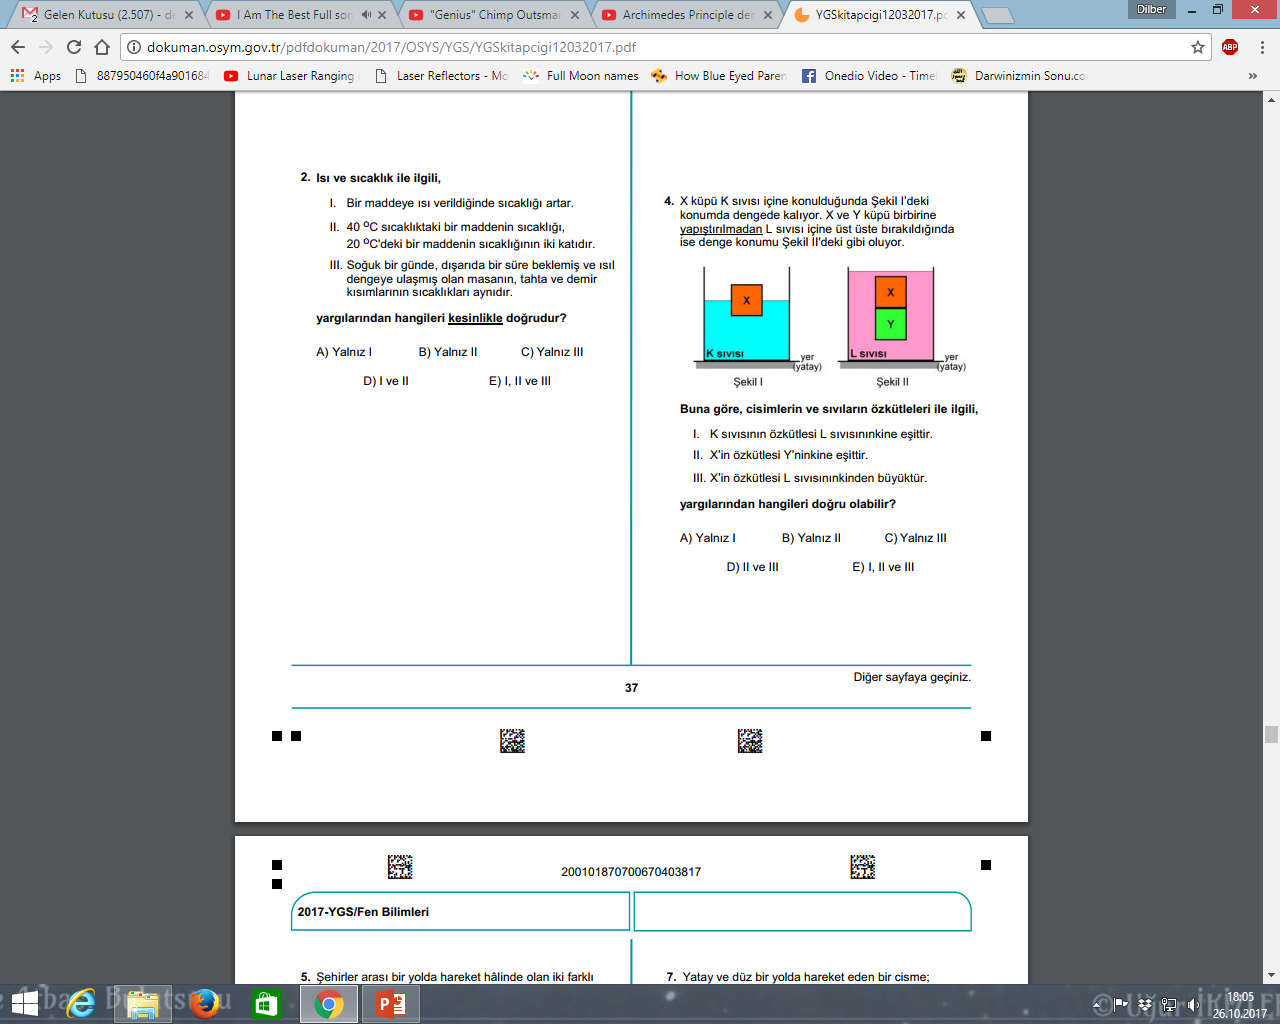 Gelen Kutusu (2.507) - de
I Am The Best Full son
"Genius" Chimp Outsmar
Archimedes Principle der
YGSkitapcigi12032017.pd
Dilber
dokuman.osym.gov.tr/pdfdokuman/2017/OSYS/YGS/YGSkitapcigi12032017.pdf
ABP
Apps
887950460f4a901684
Lunar Laser Ranging
Laser Reflectors - Mo
Full Moon names
How Blue Eyed Paren
Onedio Video - Timel
Darwinizmin Sonu.co
»
2. Isı ve sıcaklık ile ilgili,
I. Bir maddeye ısı verildiğinde sıcaklığı artar.
II. 40 ºC sıcaklıktaki bir maddenin sıcaklığı,
20 ºC'deki bir maddenin sıcaklığının iki katıdır.
III. Soğuk bir günde, dışarıda bir süre beklemiş ve ısıl
dengeye ulaşmış olan masanın, tahta ve demir
kısımlarının sıcaklıkları aynıdır.
yargılarından hangileri kesinlikle doğrudur?
A) Yalnız I B) Yalnız II C) Yalnız III
D) I ve II E) I, II ve III
4. X küpü K sıvısı içine konulduğunda Şekil I'deki
konumda dengede kalıyor. X ve Y küpü birbirine
yapıştırılmadan L sıvısı içine üst üste bırakıldığında
ise denge konumu Şekil II'deki gibi oluyor.
X
K sıvısı
yer
(yatay)
Şekil I
X
Y
L sıvısı
yer
(yatay)
Şekil II
Buna göre, cisimlerin ve sıvıların özkütleleri ile ilgili,
I. K sıvısının özkütlesi L sıvısınınkine eşittir.
II. X'in özkütlesi Y'ninkine eşittir.
III. X'in özkütlesi L sıvısınınkinden büyüktür.
yargılarından hangileri doğru olabilir?
A) Yalnız I B) Yalnız II C) Yalnız III
D) II ve III E) I, II ve III
Diğer sayfaya geçiniz.
37
200101870700670403817
2017-YGS/Fen Bilimleri
5. Şehirler arası bir yolda hareket hâlinde olan iki farklı
7. Yatay ve düz bir yolda hareket eden bir cisme;
18:05
26.10.2017